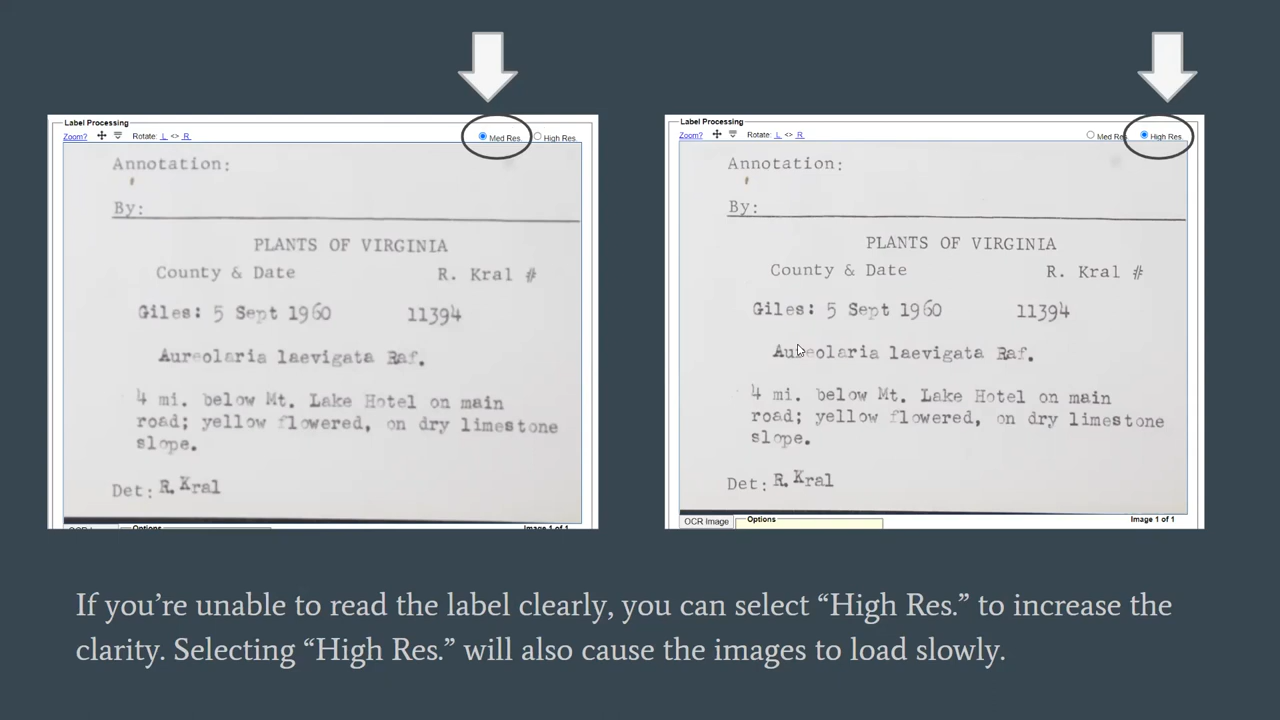 Label Processing
Zoom? Rotate: L <> R Med Res. High Res.
Annotation:
By:
PLANTS OF VIRGINIA
County & Date R. Kral #
Giles: 5 Sept 1960 11394
Aureolaria laevigata Raf.
4 mi. below Mt. Lake Hotel on main
road; yellow flowered, on dry limestone
slope.
Det: R. Kral
Options Image 1 of 1
Label Processing
Zoom? Rotate: L <> R Med Res. High Res.
Annotation:
By:
PLANTS OF VIRGINIA
County & Date R. Kral #
Giles: 5 Sept 1960 11394
Aureolaria laevigata Raf.
4 mi. below Mt. Lake Hotel on main
road; yellow flowered, on dry limestone
slope.
Det: R. Kral
OCR Image Options Image 1 of 1
If you’re unable to read the label clearly, you can select “High Res.” to increase the
clarity. Selecting “High Res.” will also cause the images to load slowly.